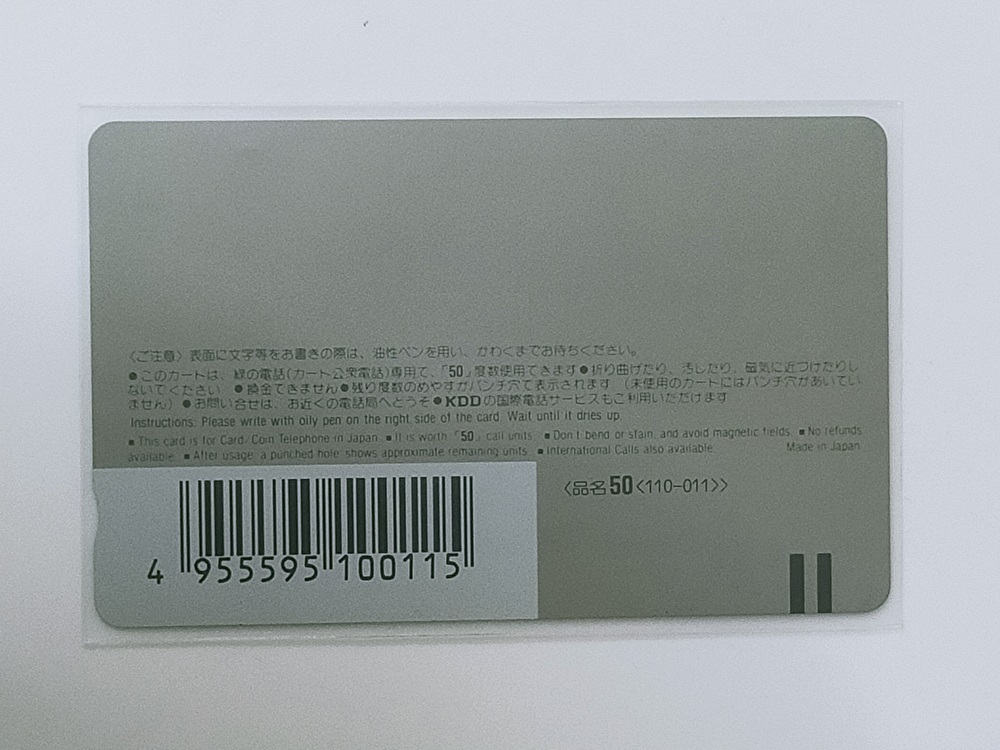 〈ご注意〉表面に文字等をお書きの際は、油性ペンを用い、かわくまでお待ちください。
●このカードは、緑の電話(カード公衆電話)専用で、「50」度数使用できます●折り曲げたり、汚したり、磁気に近づけたりし
ないでください ●換金できません●残り度数のめやすがパンチ穴で表示されます (未使用のカードにはパンチ穴があいてい
ません) ●お問い合せは、お近くの電話局へどうぞ●KDDの国際電話サービスもご利用いただけます
Instructions: Please write with oily pen on the right side of the card. Wait until it dries up.
■This card is for Card/Coin Telephone in Japan. ■It is worth「50」call units. ■Don't bend or stain, and avoid magnetic fields. ■No refunds
available. ■After usage, a punched hole shows approximate remaining units. ■International Calls also available. Made in Japan
〈品名50<110-011>〉
4 955595 100115